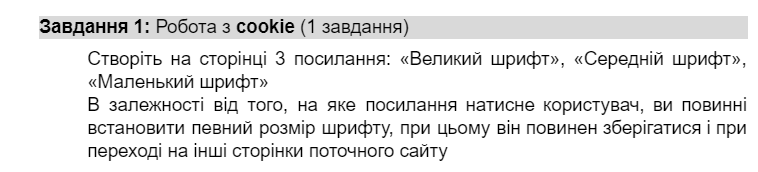 Завдання 1: Робота з cookie (1 завдання)
Створіть на сторінці 3 посилання: «Великий шрифт», «Середній шрифт»,
«Маленький шрифт»
В залежності від того, на яке посилання натисне користувач, ви повинні
встановити певний розмір шрифту, при цьому він повинен зберігатися і при
переході на інші сторінки поточного сайту